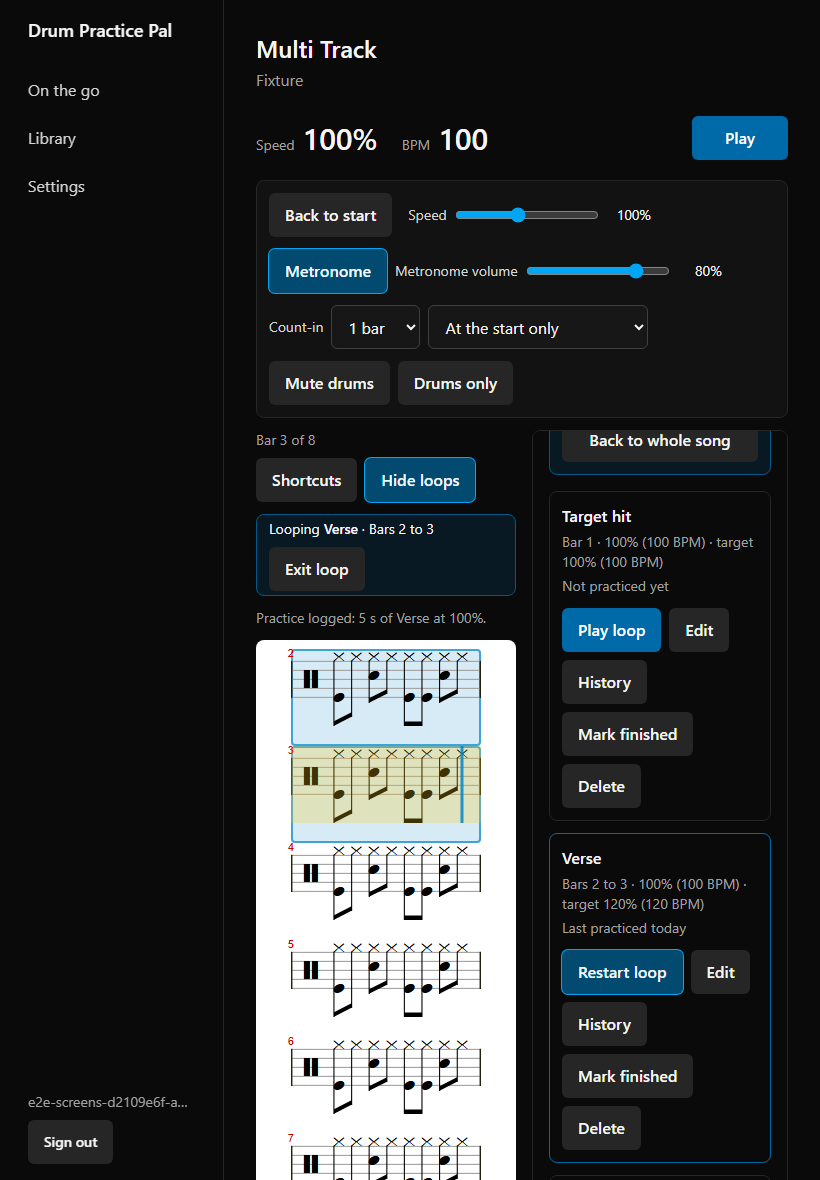 Drum Practice Pal
On the go
Library
Settings
e2e-screens-d2109e6f-a...
Sign out
Multi Track
Fixture
Speed 100% BPM 100
Play
Back to start Speed 100%
Metronome Metronome volume 80%
Count-in 1 bar At the start only
Mute drums Drums only
Bar 3 of 8
Shortcuts Hide loops
Looping Verse · Bars 2 to 3
Exit loop
Practice logged: 5 s of Verse at 100%.
2
3
4
5
6
7
Back to whole song
Target hit
Bar 1 · 100% (100 BPM) · target
100% (100 BPM)
Not practiced yet
Play loop Edit
History
Mark finished
Delete
Verse
Bars 2 to 3 · 100% (100 BPM) ·
target 120% (120 BPM)
Last practiced today
Restart loop Edit
History
Mark finished
Delete